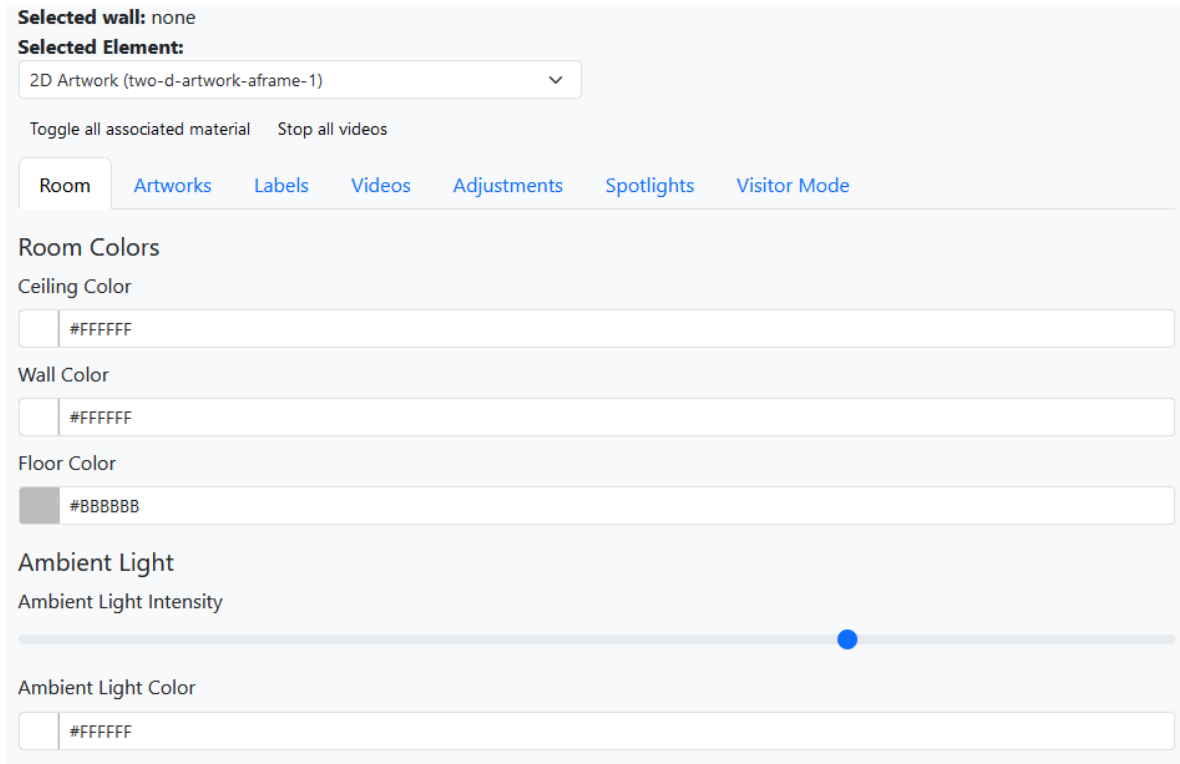 Selected wall: none
Selected Element:
2D Artwork (two-d-artwork-aframe-1)
Toggle all associated material Stop all videos
Room Artworks Labels Videos Adjustments Spotlights Visitor Mode
Room Colors
Ceiling Color
#FFFFFF
Wall Color
#FFFFFF
Floor Color
#BBBBBB
Ambient Light
Ambient Light Intensity
Ambient Light Color
#FFFFFF